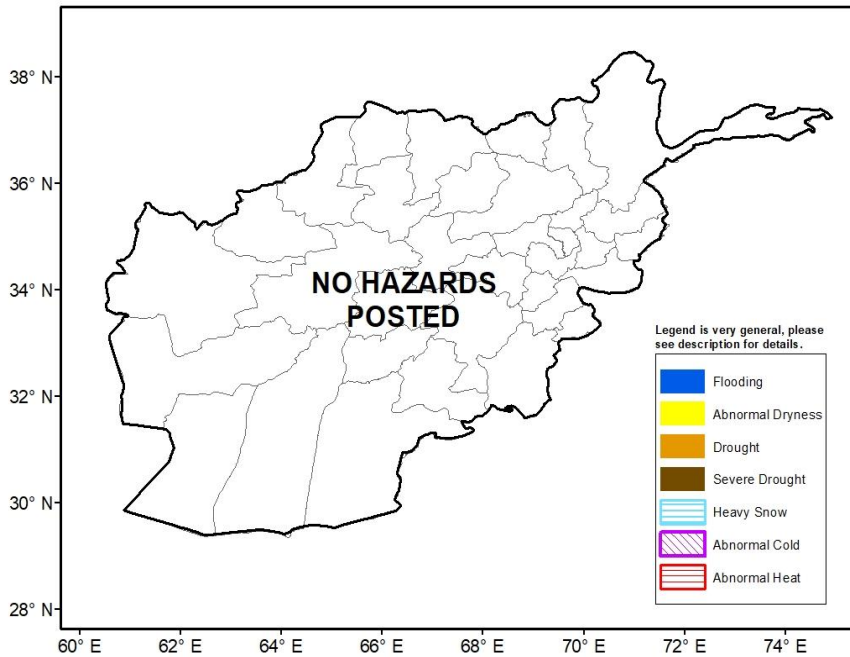 38° N
36° N
34° N
32° N
30° N
28° N
NO HAZARDS
POSTED
Legend is very general, please
see description for details.
Flooding
Abnormal Dryness
Drought
Severe Drought
Heavy Snow
Abnormal Cold
Abnormal Heat
60° E 62° E 64° E 66° E 68° E 70° E 72° E 74° E